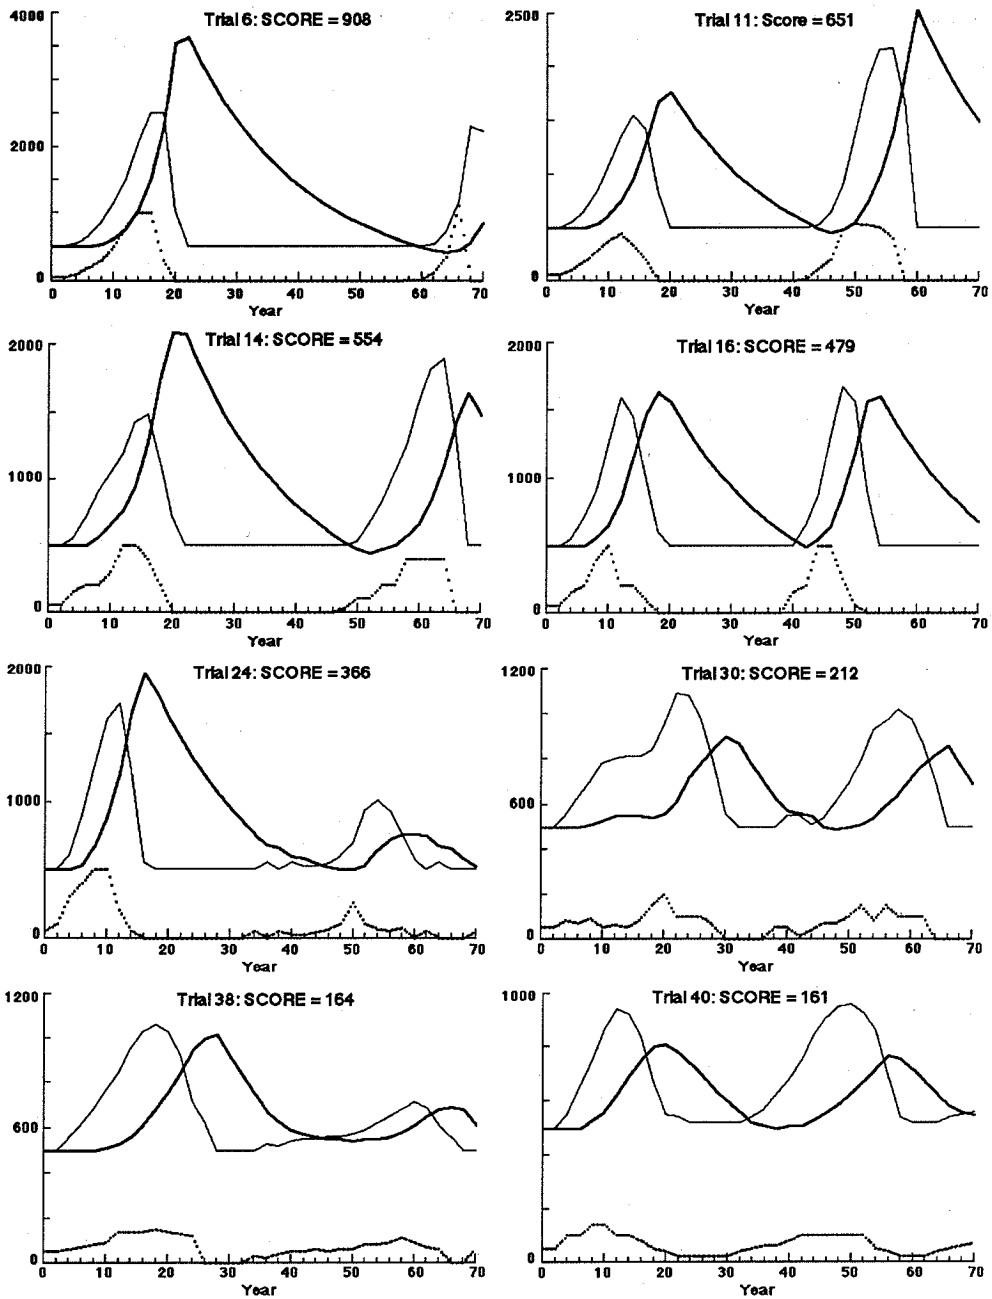 Trial 6: SCORE = 908
4000
2000
0
0 10 20 30 40 50 60 70
Year
Trial 11: Score = 651
2500
0
0 10 20 30 40 50 60 70
Year
Trial 14: SCORE = 554
2000
1000
0
0 10 20 30 40 50 60 70
Year
Trial 16: SCORE = 479
2000
1000
0
0 10 20 30 40 50 60 70
Year
Trial 24: SCORE = 366
2000
1000
0
0 10 20 30 40 50 60 70
Year
Trial 30: SCORE = 212
1200
600
0
0 10 20 30 40 50 60 70
Year
Trial 38: SCORE = 164
1200
600
0
0 10 20 30 40 50 60 70
Year
Trial 40: SCORE = 161
1000
0
0 10 20 30 40 50 60 70
Year